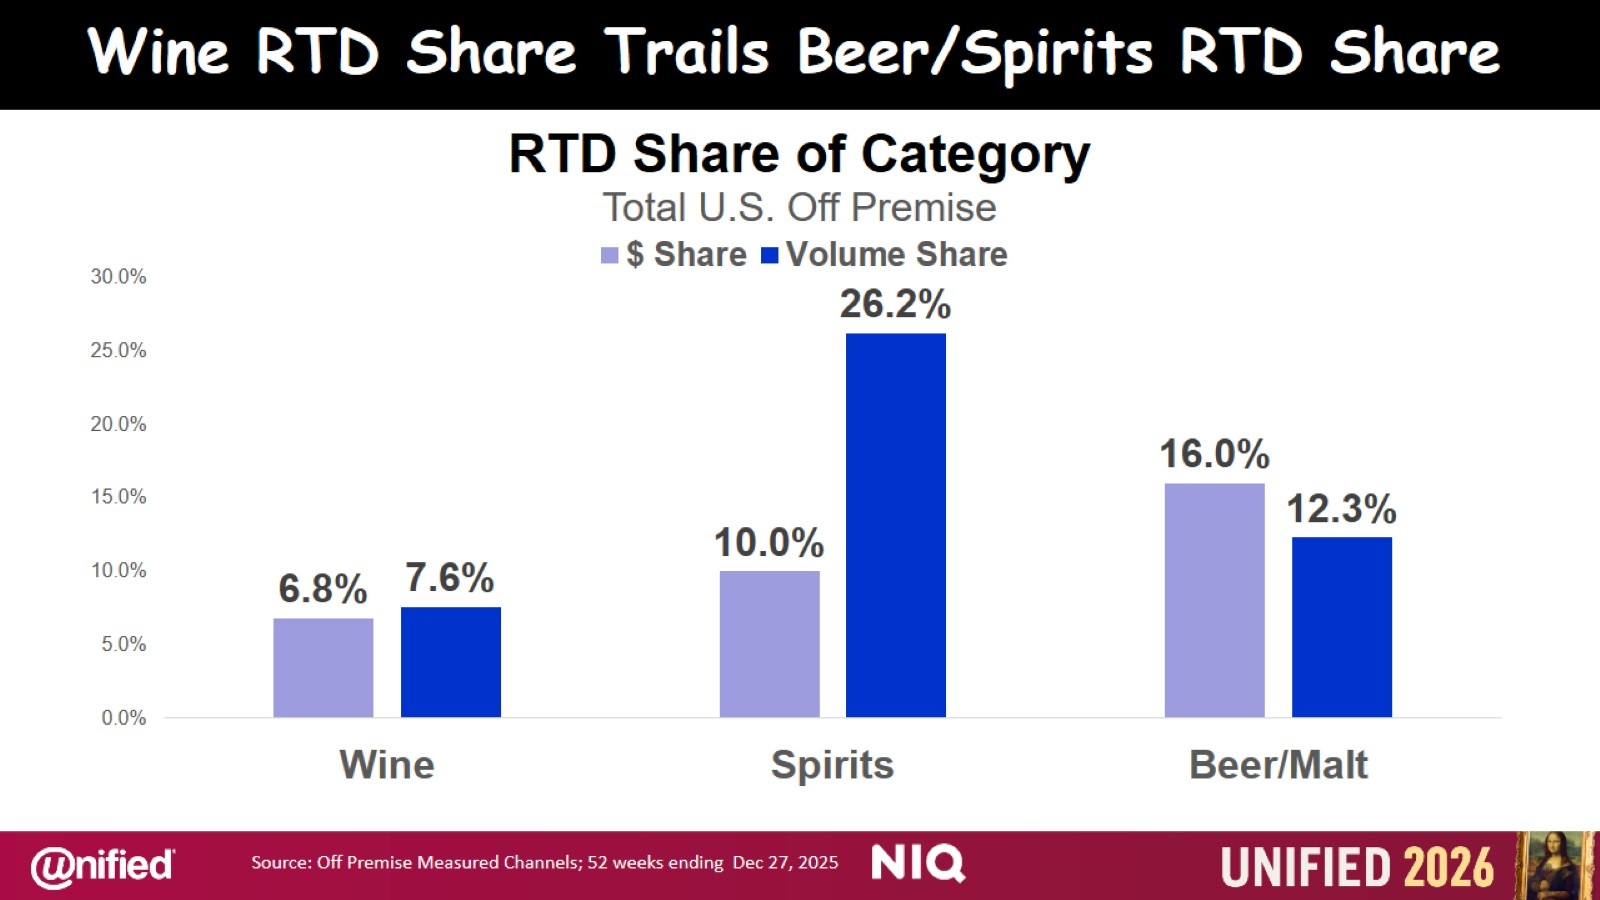 Wine RTD Share Trails Beer/Spirits RTD Share
RTD Share of Category
Total U.S. Off Premise
$ Share Volume Share
30.0%
25.0%
20.0%
15.0%
10.0%
5.0%
0.0%
6.8%
7.6%
10.0%
26.2%
16.0%
12.3%
Wine
Spirits
Beer/Malt
@unified
Source: Off Premise Measured Channels; 52 weeks ending Dec 27, 2025
NIQ
UNIFIED 2026